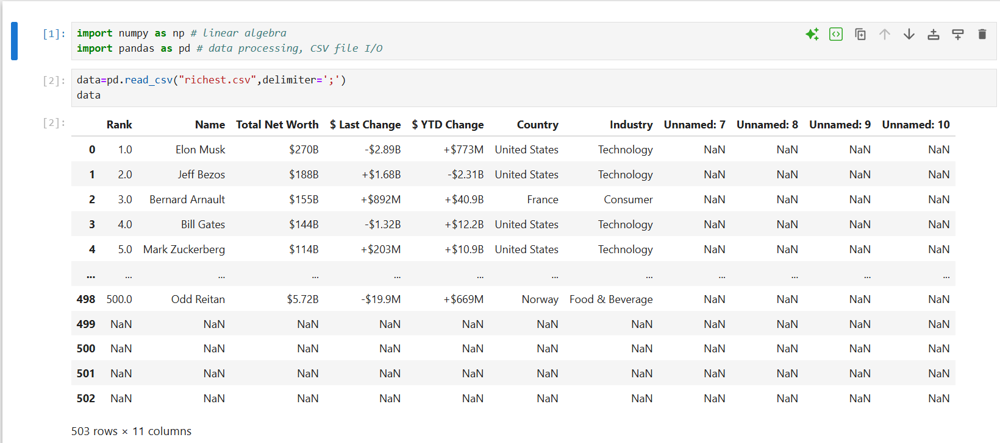 [1]: import numpy as np # linear algebra
import pandas as pd # data processing, CSV file I/O
[2]: data=pd.read_csv("richest.csv",delimiter=';')
data
[2]:
Rank Name Total Net Worth $ Last Change $ YTD Change Country Industry Unnamed: 7 Unnamed: 8 Unnamed: 9 Unnamed: 10
0 1.0 Elon Musk $270B -$2.89B +$773M United States Technology NaN NaN NaN NaN
1 2.0 Jeff Bezos $188B +$1.68B -$2.31B United States Technology NaN NaN NaN NaN
2 3.0 Bernard Arnault $155B +$892M +$40.9B France Consumer NaN NaN NaN NaN
3 4.0 Bill Gates $144B -$1.32B +$12.2B United States Technology NaN NaN NaN NaN
4 5.0 Mark Zuckerberg $114B +$203M +$10.9B United States Technology NaN NaN NaN NaN
... ... ... ... ... ... ... ... ... ... ... ...
498 500.0 Odd Reitan $5.72B -$19.9M +$669M Norway Food & Beverage NaN NaN NaN NaN
499 NaN NaN NaN NaN NaN NaN NaN NaN NaN NaN NaN
500 NaN NaN NaN NaN NaN NaN NaN NaN NaN NaN NaN
501 NaN NaN NaN NaN NaN NaN NaN NaN NaN NaN NaN
502 NaN NaN NaN NaN NaN NaN NaN NaN NaN NaN NaN
503 rows × 11 columns